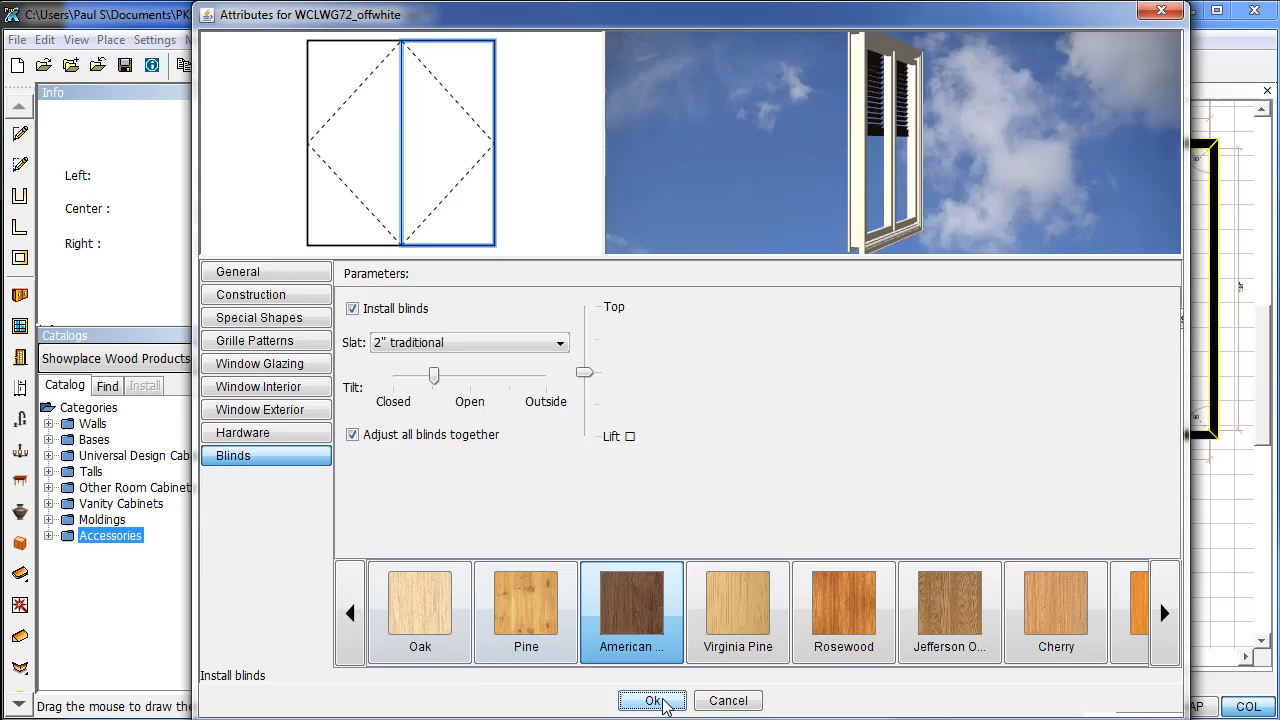 C:\Users\Paul S\Documents\PK
Attributes for WCLWG72_offwhite
File Edit View Place Settings
Info
Left:
Center :
Right :
Catalogs
Showplace Wood Products
Catalog Find Install
Categories
Walls
Bases
Universal Design Cab
Talls
Other Room Cabinet
Vanity Cabinets
Moldings
Accessories
General
Construction
Special Shapes
Grille Patterns
Window Glazing
Window Interior
Window Exterior
Hardware
Blinds
Parameters:
Install blinds
Top
Slat: 2" traditional
Tilt:
Closed Open Outside
Adjust all blinds together
Lift
Oak Pine American ... Virginia Pine Rosewood Jefferson O... Cherry
Install blinds
Ok Cancel
Drag the mouse to draw the
AP COL